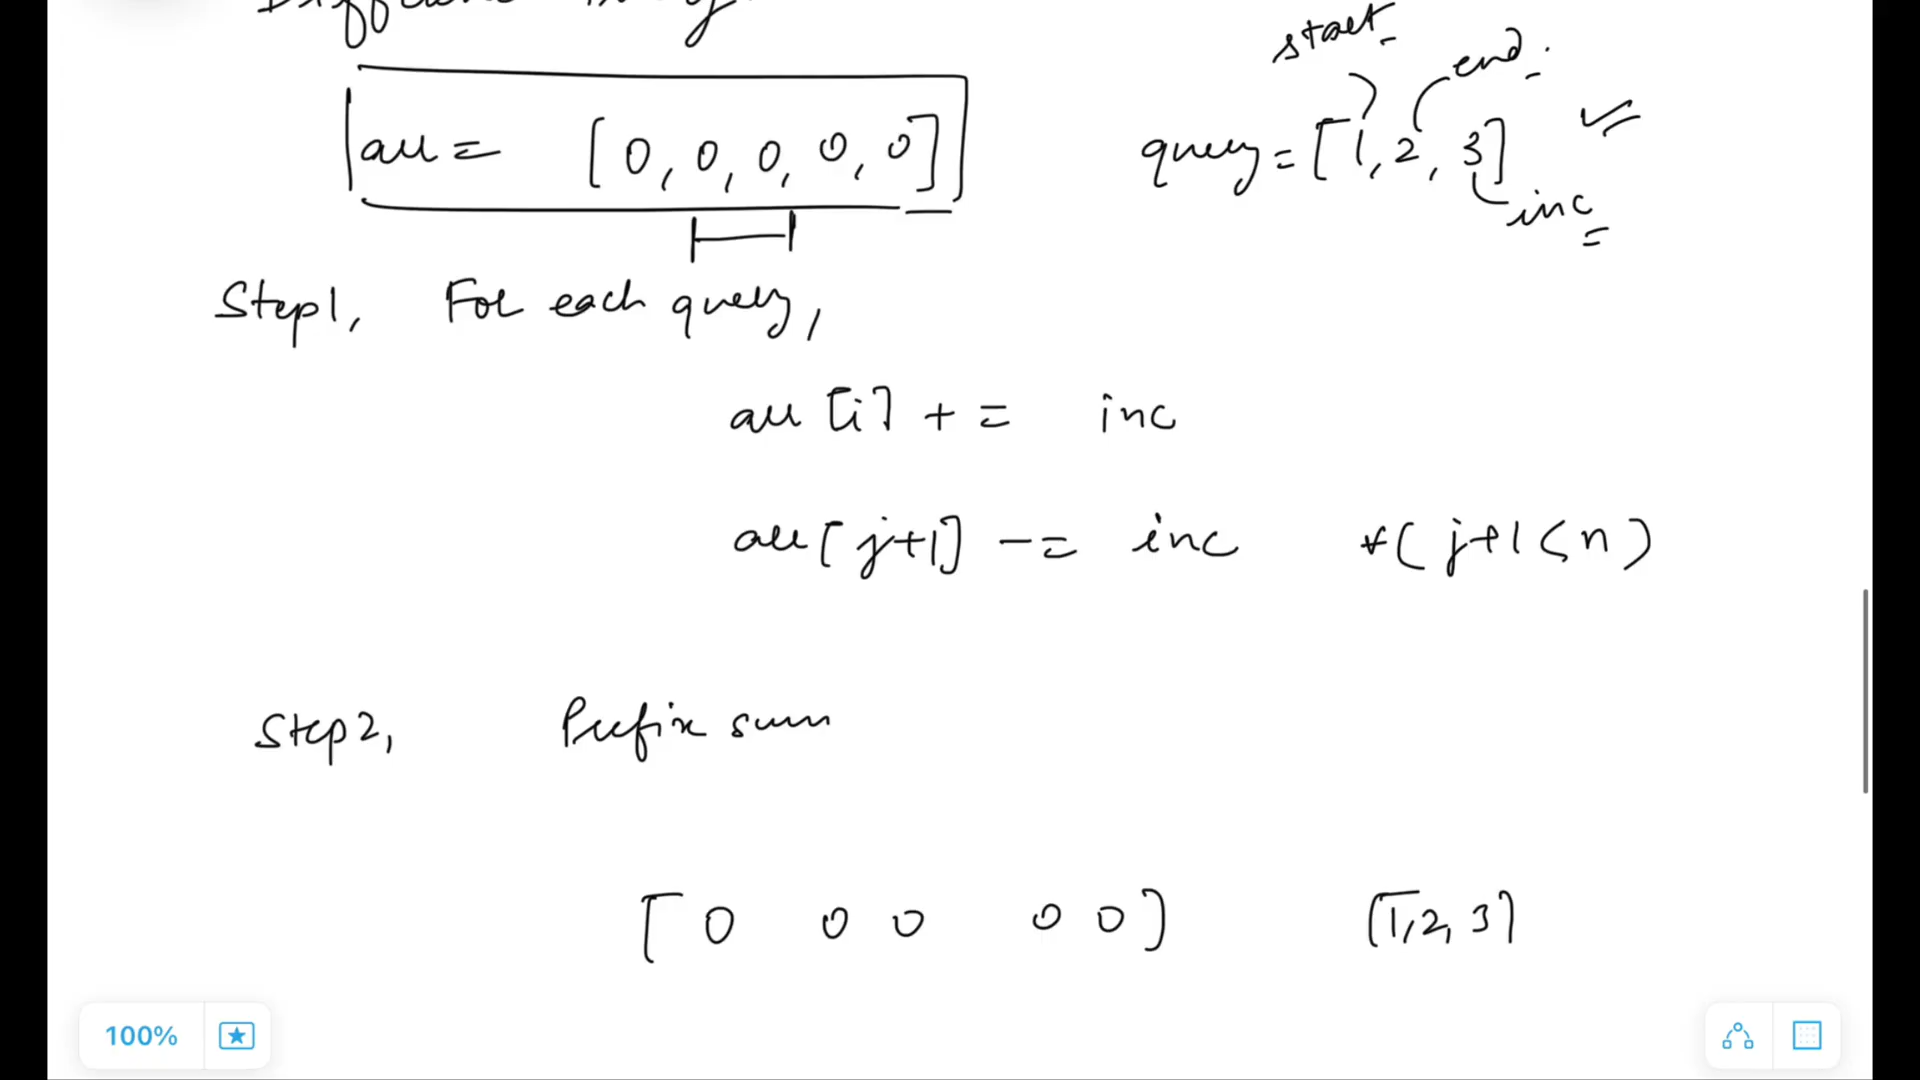 start
end.
arr = [0, 0, 0, 0, 0]
query = [1, 2, 3]
inc
Step1, For each query,
arr [i] += inc
arr [j+1] -= inc *(j+1<n)
Step2, Prefix sum
[0 0 0 0 0] [1,2, 3]
100%